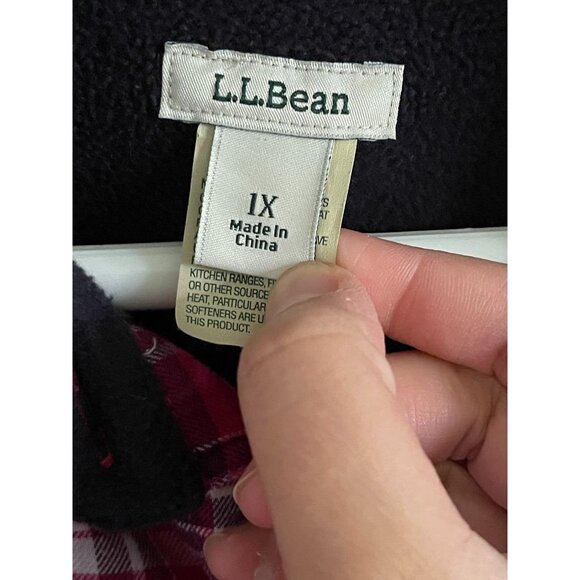 L.L.Bean
1X
Made In
China
KITCHEN RANGES,
OR OTHER SOURCE
HEAT, PARTICULAR
SOFTENERS ARE
THIS PRODUCT.